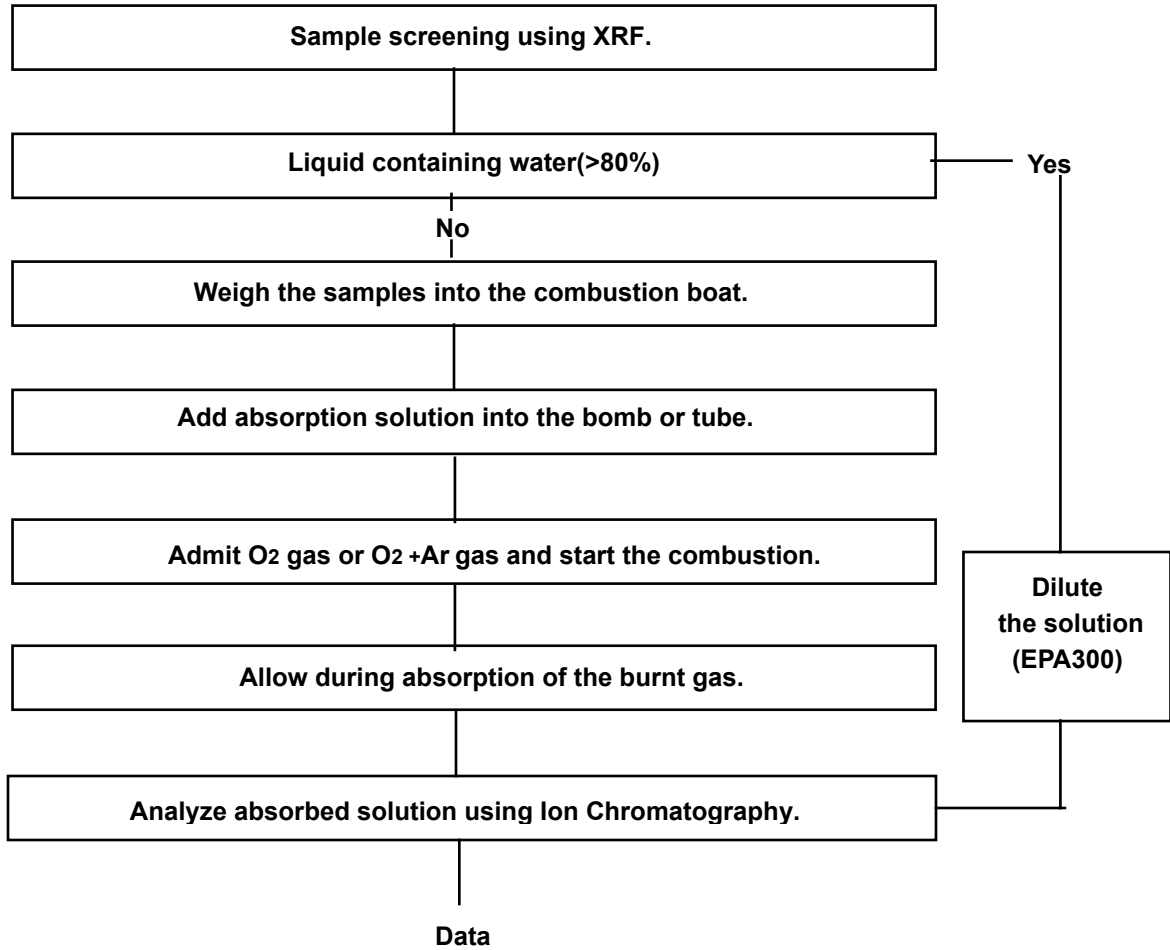 Sample screening using XRF.
Liquid containing water(>80%)
Yes
No
Weigh the samples into the combustion boat.
Add absorption solution into the bomb or tube.
Admit O2 gas or O2 +Ar gas and start the combustion.
Dilute
the solution
(EPA300)
Allow during absorption of the burnt gas.
Analyze absorbed solution using Ion Chromatography.
Data